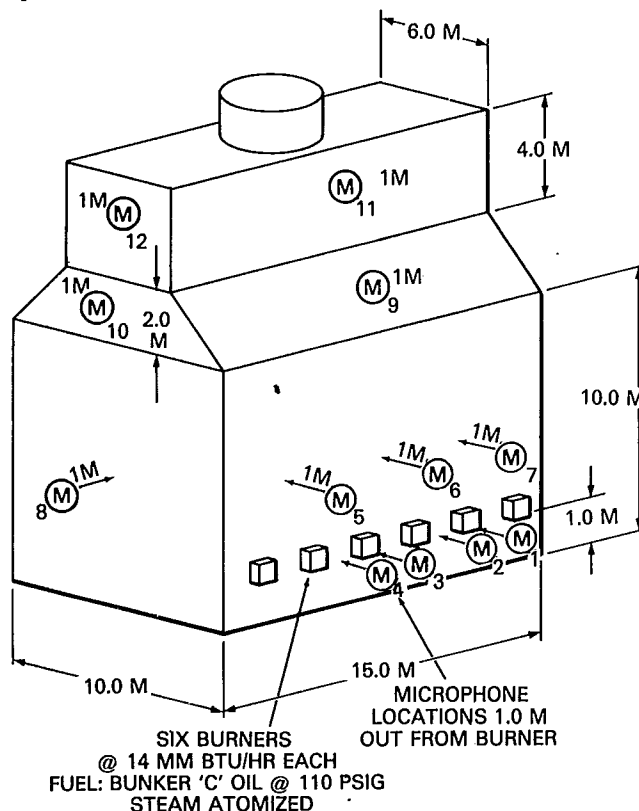 6.0 M
4.0 M
1M
M
11
1M
M
12
M
1M
9
1M
M
10
2.0
M
10.0 M
1M
M
7
1M
M
6
1M
M
8
1M
M
5
1.0 M
M
1
M
2
M
3
M
4
10.0 M
15.0 M
MICROPHONE
LOCATIONS 1.0 M
OUT FROM BURNER
SIX BURNERS
@ 14 MM BTU/HR EACH
FUEL: BUNKER 'C' OIL @ 110 PSIG
STEAM ATOMIZED